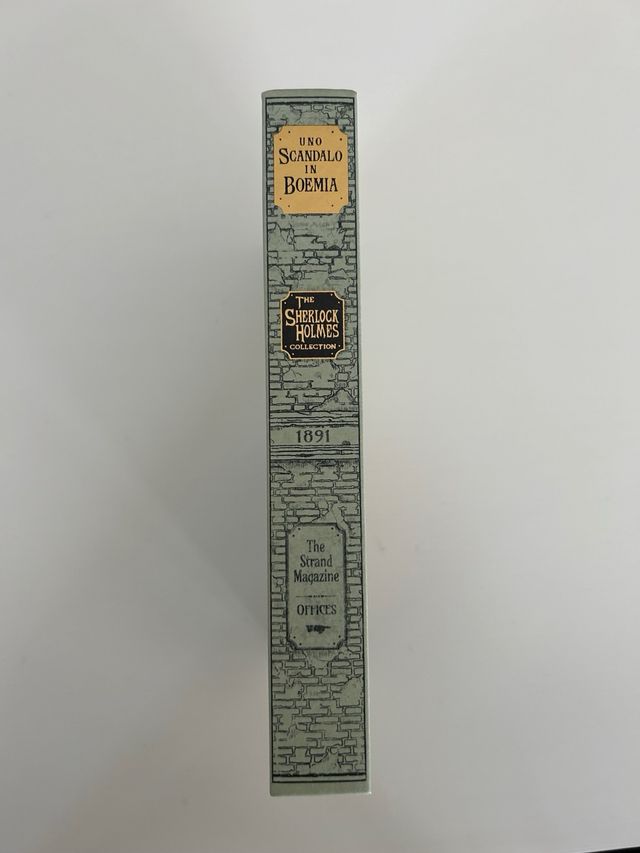 UNO
SCANDALO
IN
BOEMIA
THE
SHERLOCK
HOLMES
COLLECTION
1891
The
Strand
Magazine
OFFICES